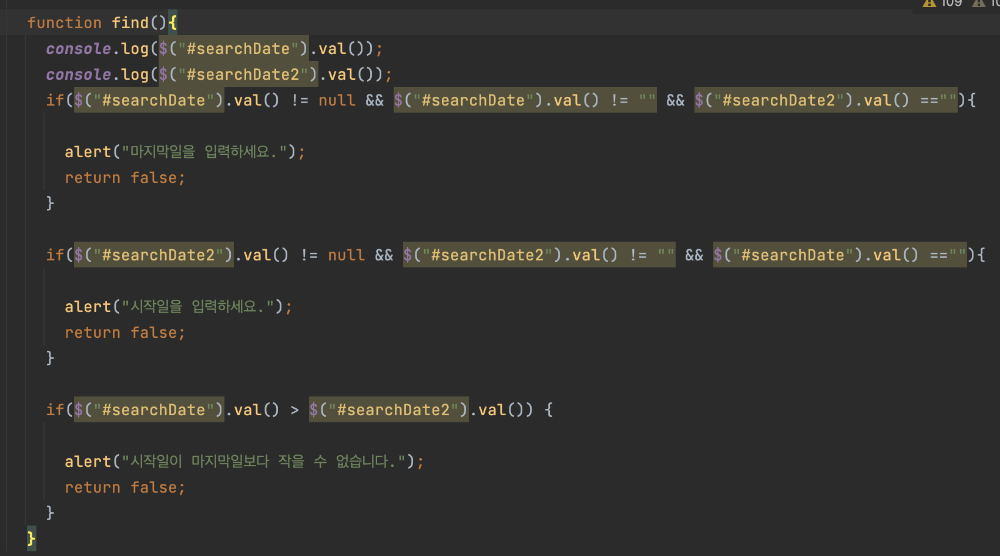 109
function find(){
console.log($("#searchDate").val());
console.log($("#searchDate2").val());
if($("#searchDate").val() != null && $("#searchDate").val() != "" && $("#searchDate2").val() ==""){
alert("마지막일을 입력하세요.");
return false;
}
if($("#searchDate2").val() != null && $("#searchDate2").val() != "" && $("#searchDate").val() ==""){
alert("시작일을 입력하세요.");
return false;
}
if($("#searchDate").val() > $("#searchDate2").val()) {
alert("시작일이 마지막일보다 작을 수 없습니다.");
return false;
}
}